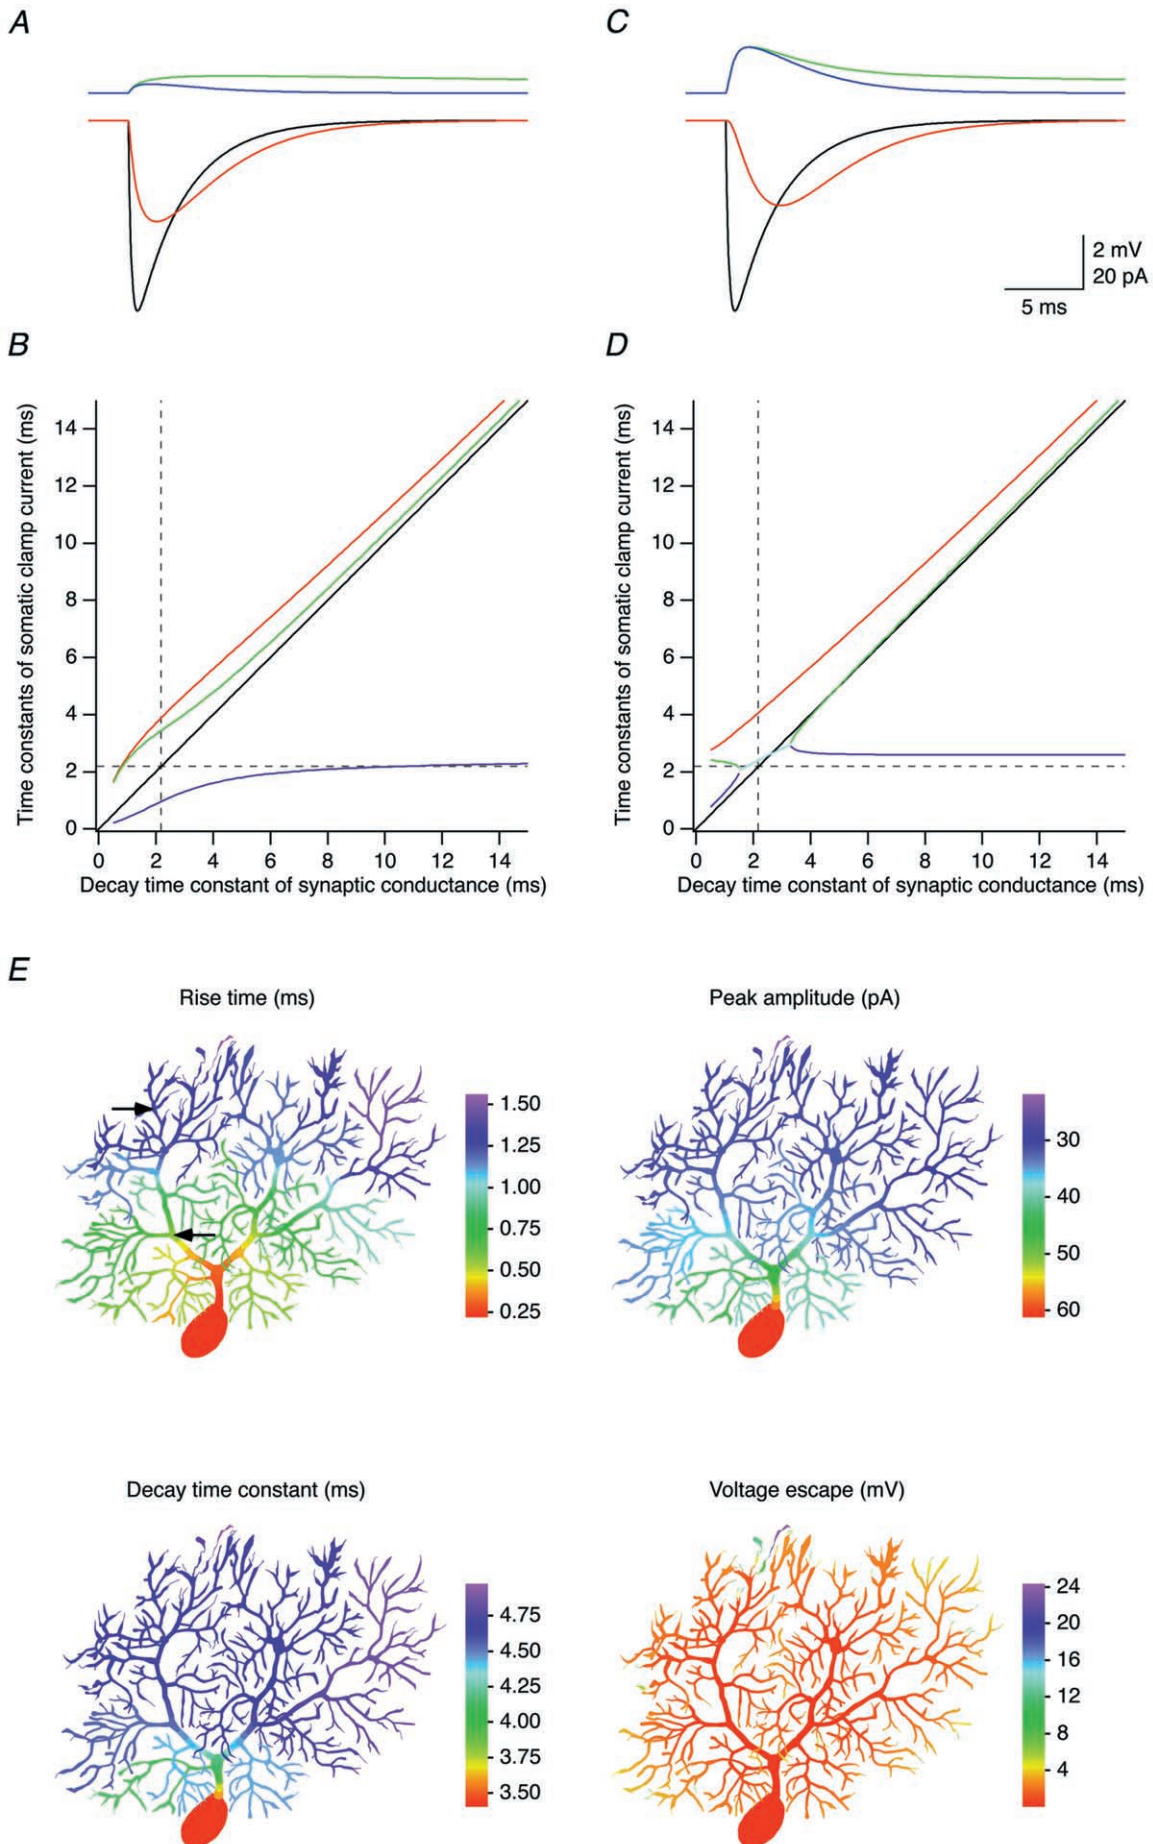 A
C
2 mV
20 pA
5 ms
B
D
Time constants of somatic clamp current (ms)
14
12
10
8
6
4
2
0
0 2 4 6 8 10 12 14
Decay time constant of synaptic conductance (ms)
Time constants of somatic clamp current (ms)
14
12
10
8
6
4
2
0
0 2 4 6 8 10 12 14
Decay time constant of synaptic conductance (ms)
E
Rise time (ms)
1.50
1.25
1.00
0.75
0.50
0.25
Peak amplitude (pA)
30
40
50
60
Decay time constant (ms)
4.75
4.50
4.25
4.00
3.75
3.50
Voltage escape (mV)
24
20
16
12
8
4